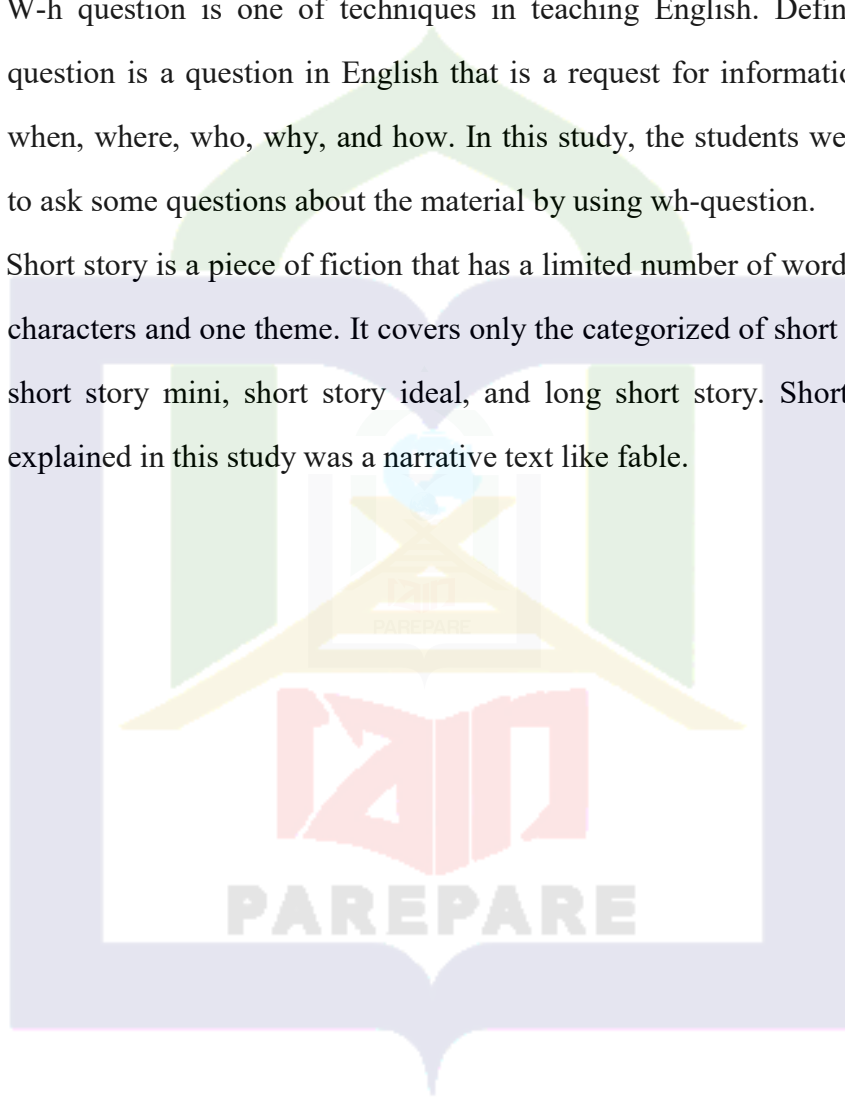 W-h question is one of techniques in teaching English. Defin
question is a question in English that is a request for informatio
when, where, who, why, and how. In this study, the students we
to ask some questions about the material by using wh-question.
Short story is a piece of fiction that has a limited number of word
characters and one theme. It covers only the categorized of short
short story mini, short story ideal, and long short story. Short
explained in this study was a narrative text like fable.
PAREPARE
PAREPARE